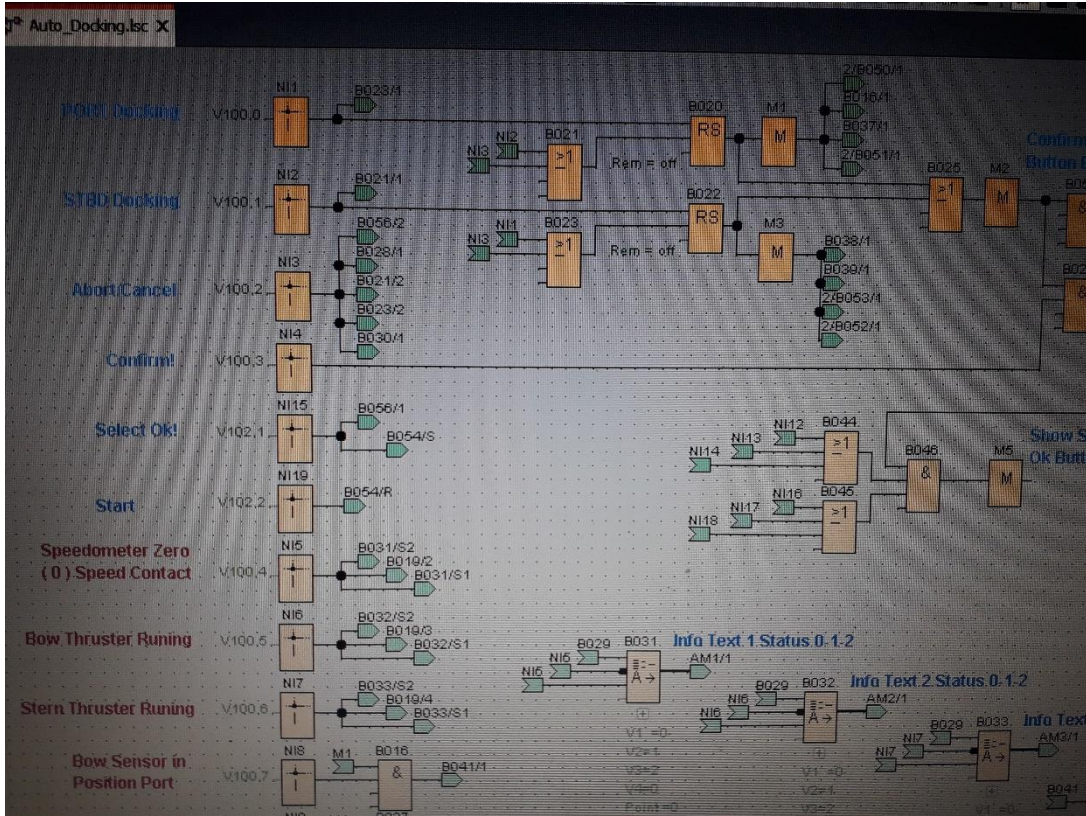 Auto_Docking.lsc X
PORT Docking
V100,0
NI1
B023/1
NI2
NI3
B021
>1
Rem = off
B020
RS
M1
M
2/B050/1
B016/1
B037/1
2/B051/1
Confirm
Button
STBD Docking
V100,1
NI2
B021/1
NI1
NI3
B023
>1
Rem = off
B022
RS
M3
M
B038/1
B039/1
2/B053/1
2/B052/1
B025
>1
M2
M
&
&
Abort/Cancel
V100,2
NI3
B056/2
B028/1
B021/2
B023/2
B030/1
Confirm!
V100,3
NI4
Select Ok!
V102,1
NI15
B056/1
B054/S
Start
V102,2
NI19
B054/R
NI12
NI13
NI14
B044
>1
NI16
NI17
NI18
B045
>1
B046
&
M5
M
Show S
Ok Butt
Speedometer Zero
( 0 ) Speed Contact
V100,4
NI5
B031/S2
B019/2
B031/S1
Bow Thruster Runing
V100,5
NI6
B032/S2
B019/3
B032/S1
Stern Thruster Runing
V100,6
NI7
B033/S2
B019/4
B033/S1
Bow Sensor in
Position Port
V100,7
NI8
M1
B016
&
B041/1
Info Text.1.Status.0-1-2
B029
NI5
NI5
B031
A→
AM1/1
V1 =0
V2=1
V3=2
V4=0
Point =0
Info Text.2.Status.0-1-2
B029
NI6
NI6
B032
A→
AM2/1
V1 =0
V2=1
V3=2
Info Text
B029
NI7
NI7
B033
A→
AM3/1
V1 =0
B041